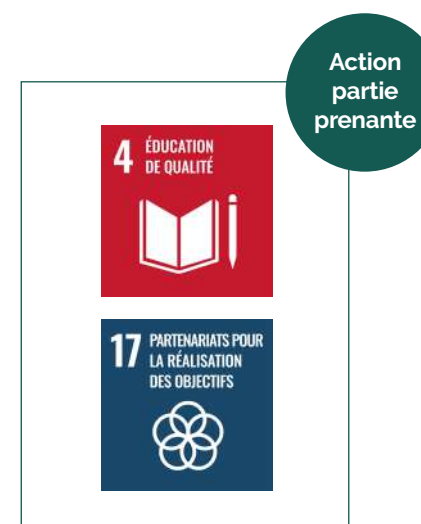 Action
partie
prenante
4 ÉDUCATION
DE QUALITÉ
17 PARTENARIATS POUR
LA RÉALISATION
DES OBJECTIFS